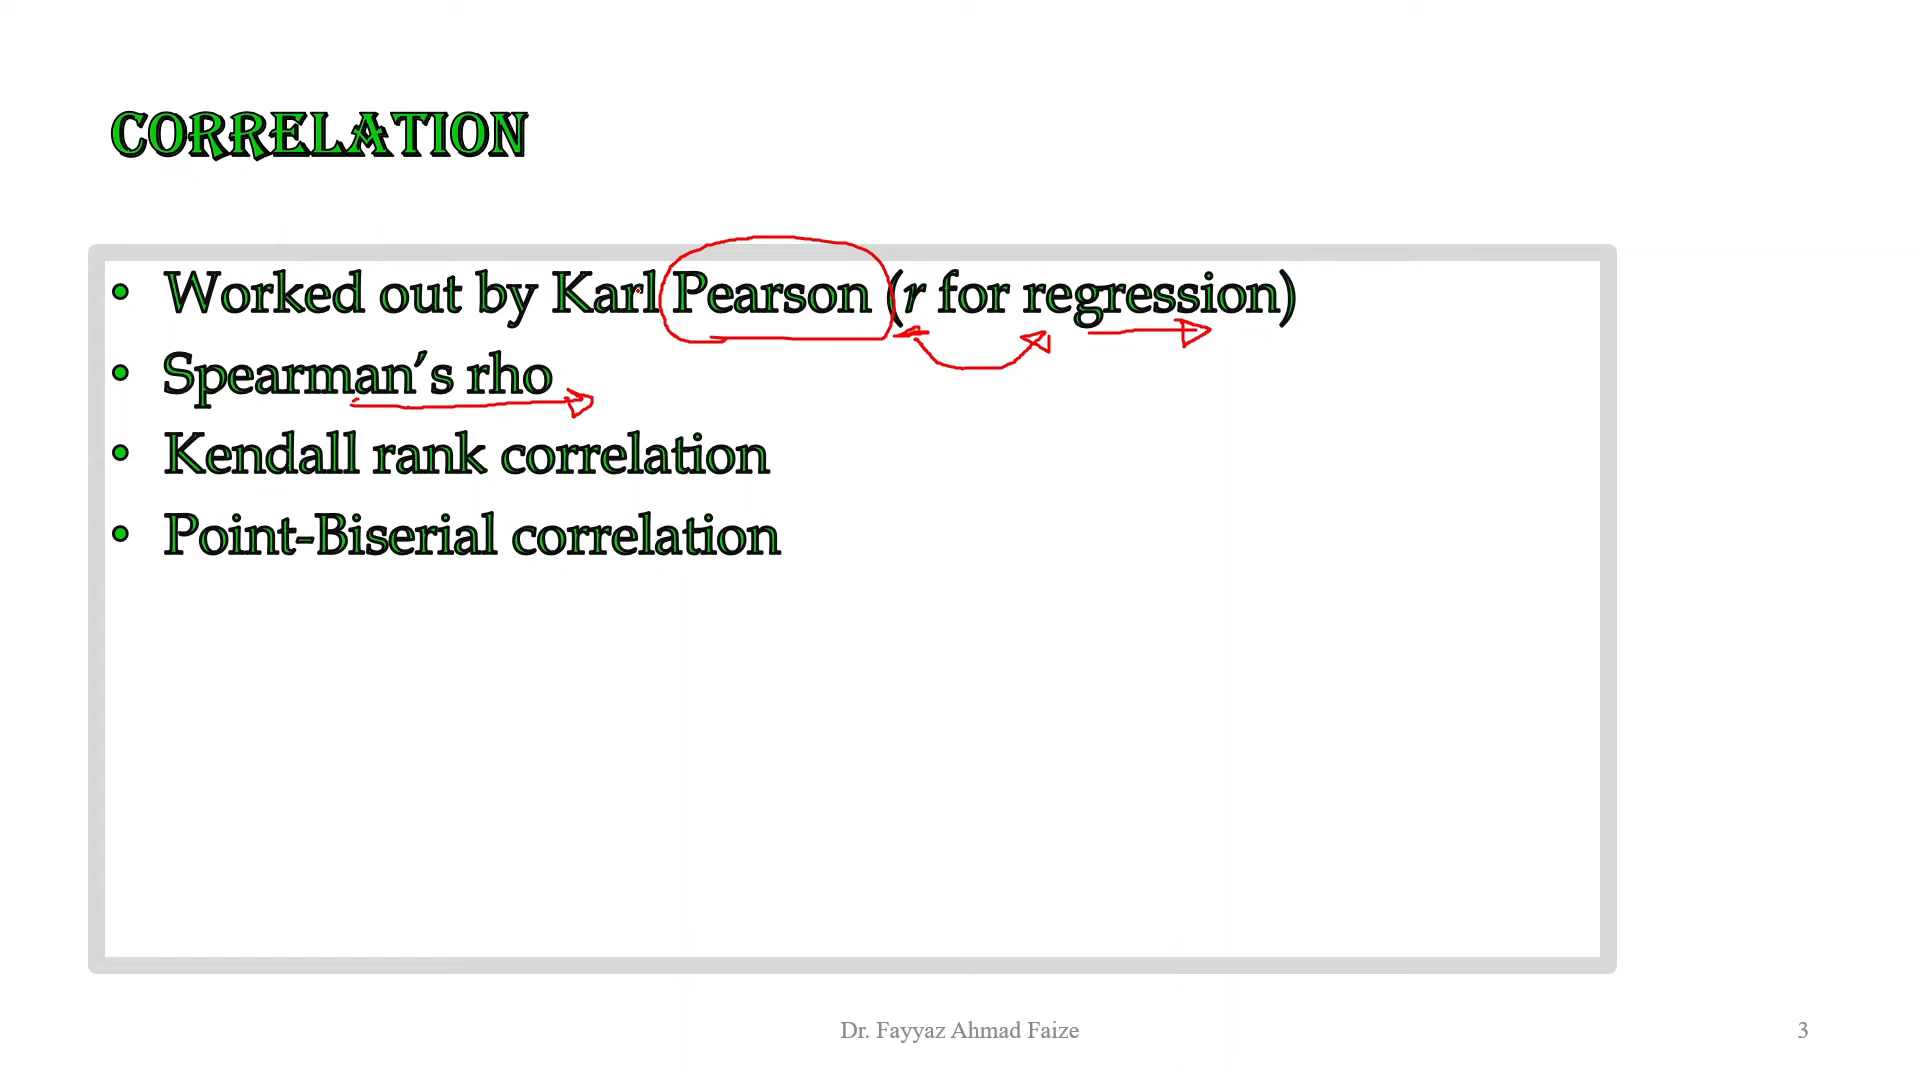 CORRELATION
• Worked out by Karl Pearson (r for regression)
• Spearman’s rho
• Kendall rank correlation
• Point-Biserial correlation
Dr. Fayyaz Ahmad Faize
3